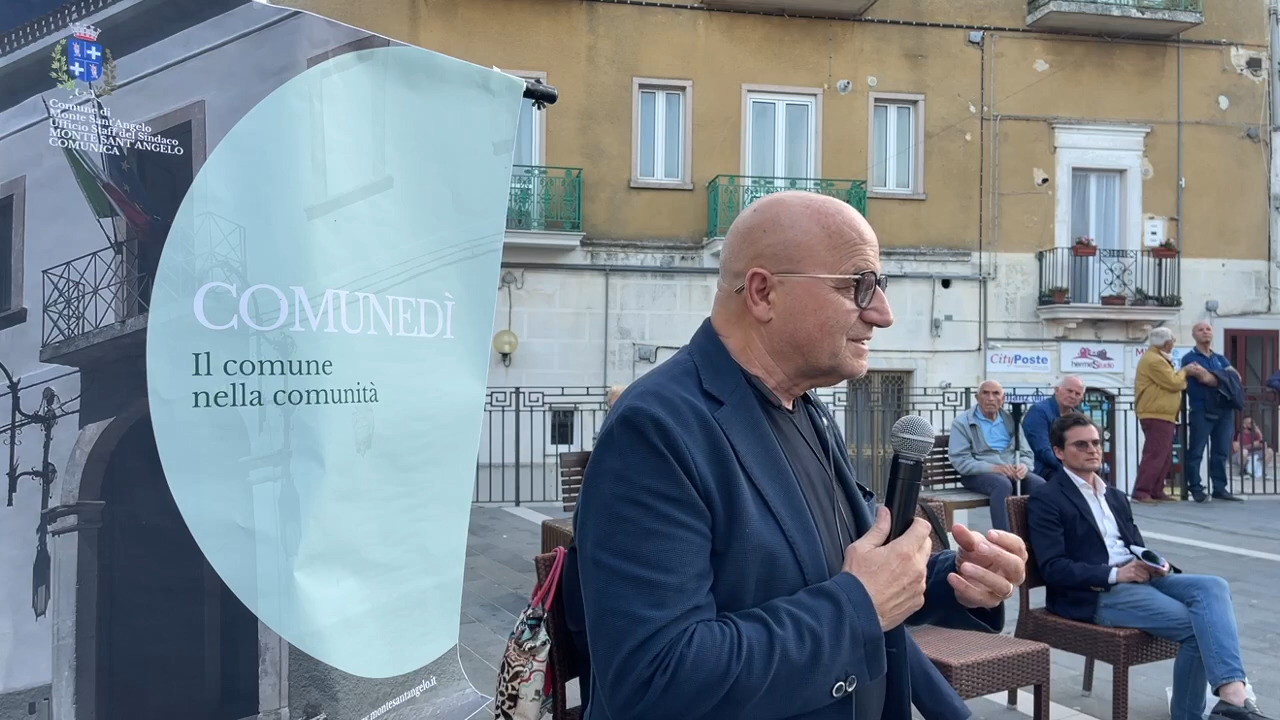 Comune di
Monte Sant'Angelo
Ufficio Staff del Sindaco
MONTE SANT'ANGELO
COMUNICA
COMUNEDÌ
Il comune
nella comunità
.montesantangelo.it
CityPoste